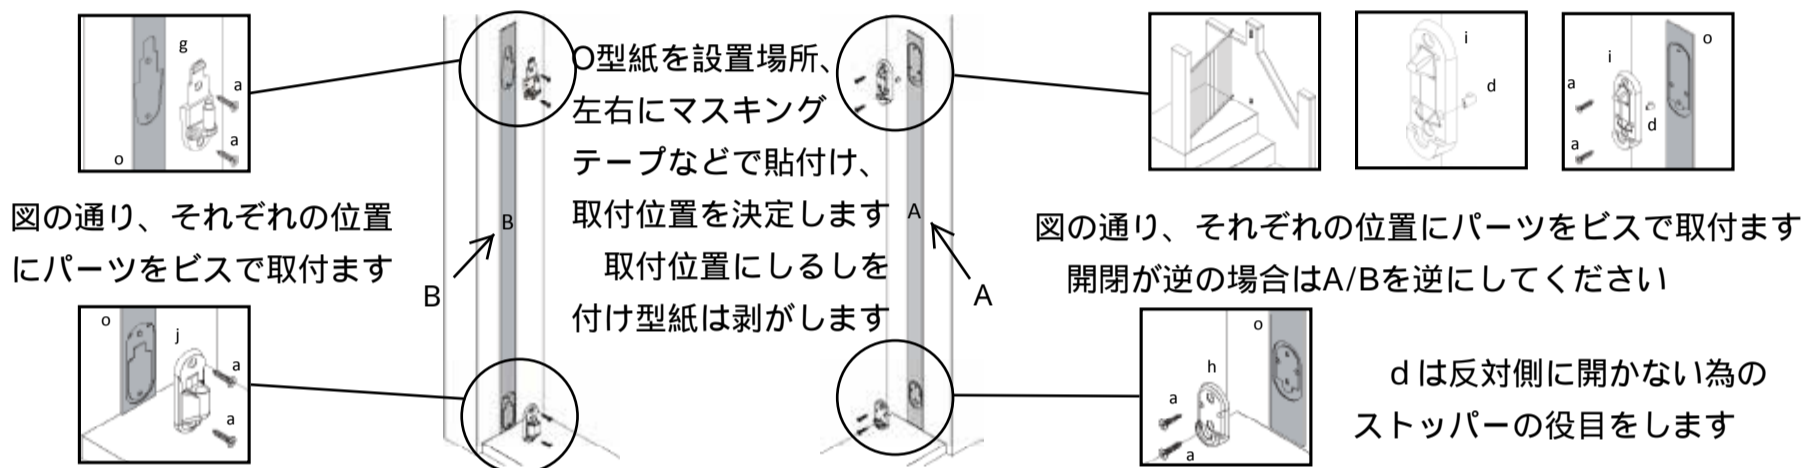 g
a
a
o
図の通り、それぞれの位置
にパーツをビスで取付ます
o
j
a
a
B
B
O型紙を設置場所、
左右にマスキング
テープなどで貼付け、
取付位置を決定します
取付位置にしるしを
付け型紙は剥がします
A
A
i
d
o
i
a
d
a
図の通り、それぞれの位置にパーツをビスで取付ます
開閉が逆の場合はA/Bを逆にしてください
o
h
a
a
dは反対側に開かない為の
ストッパーの役目をします